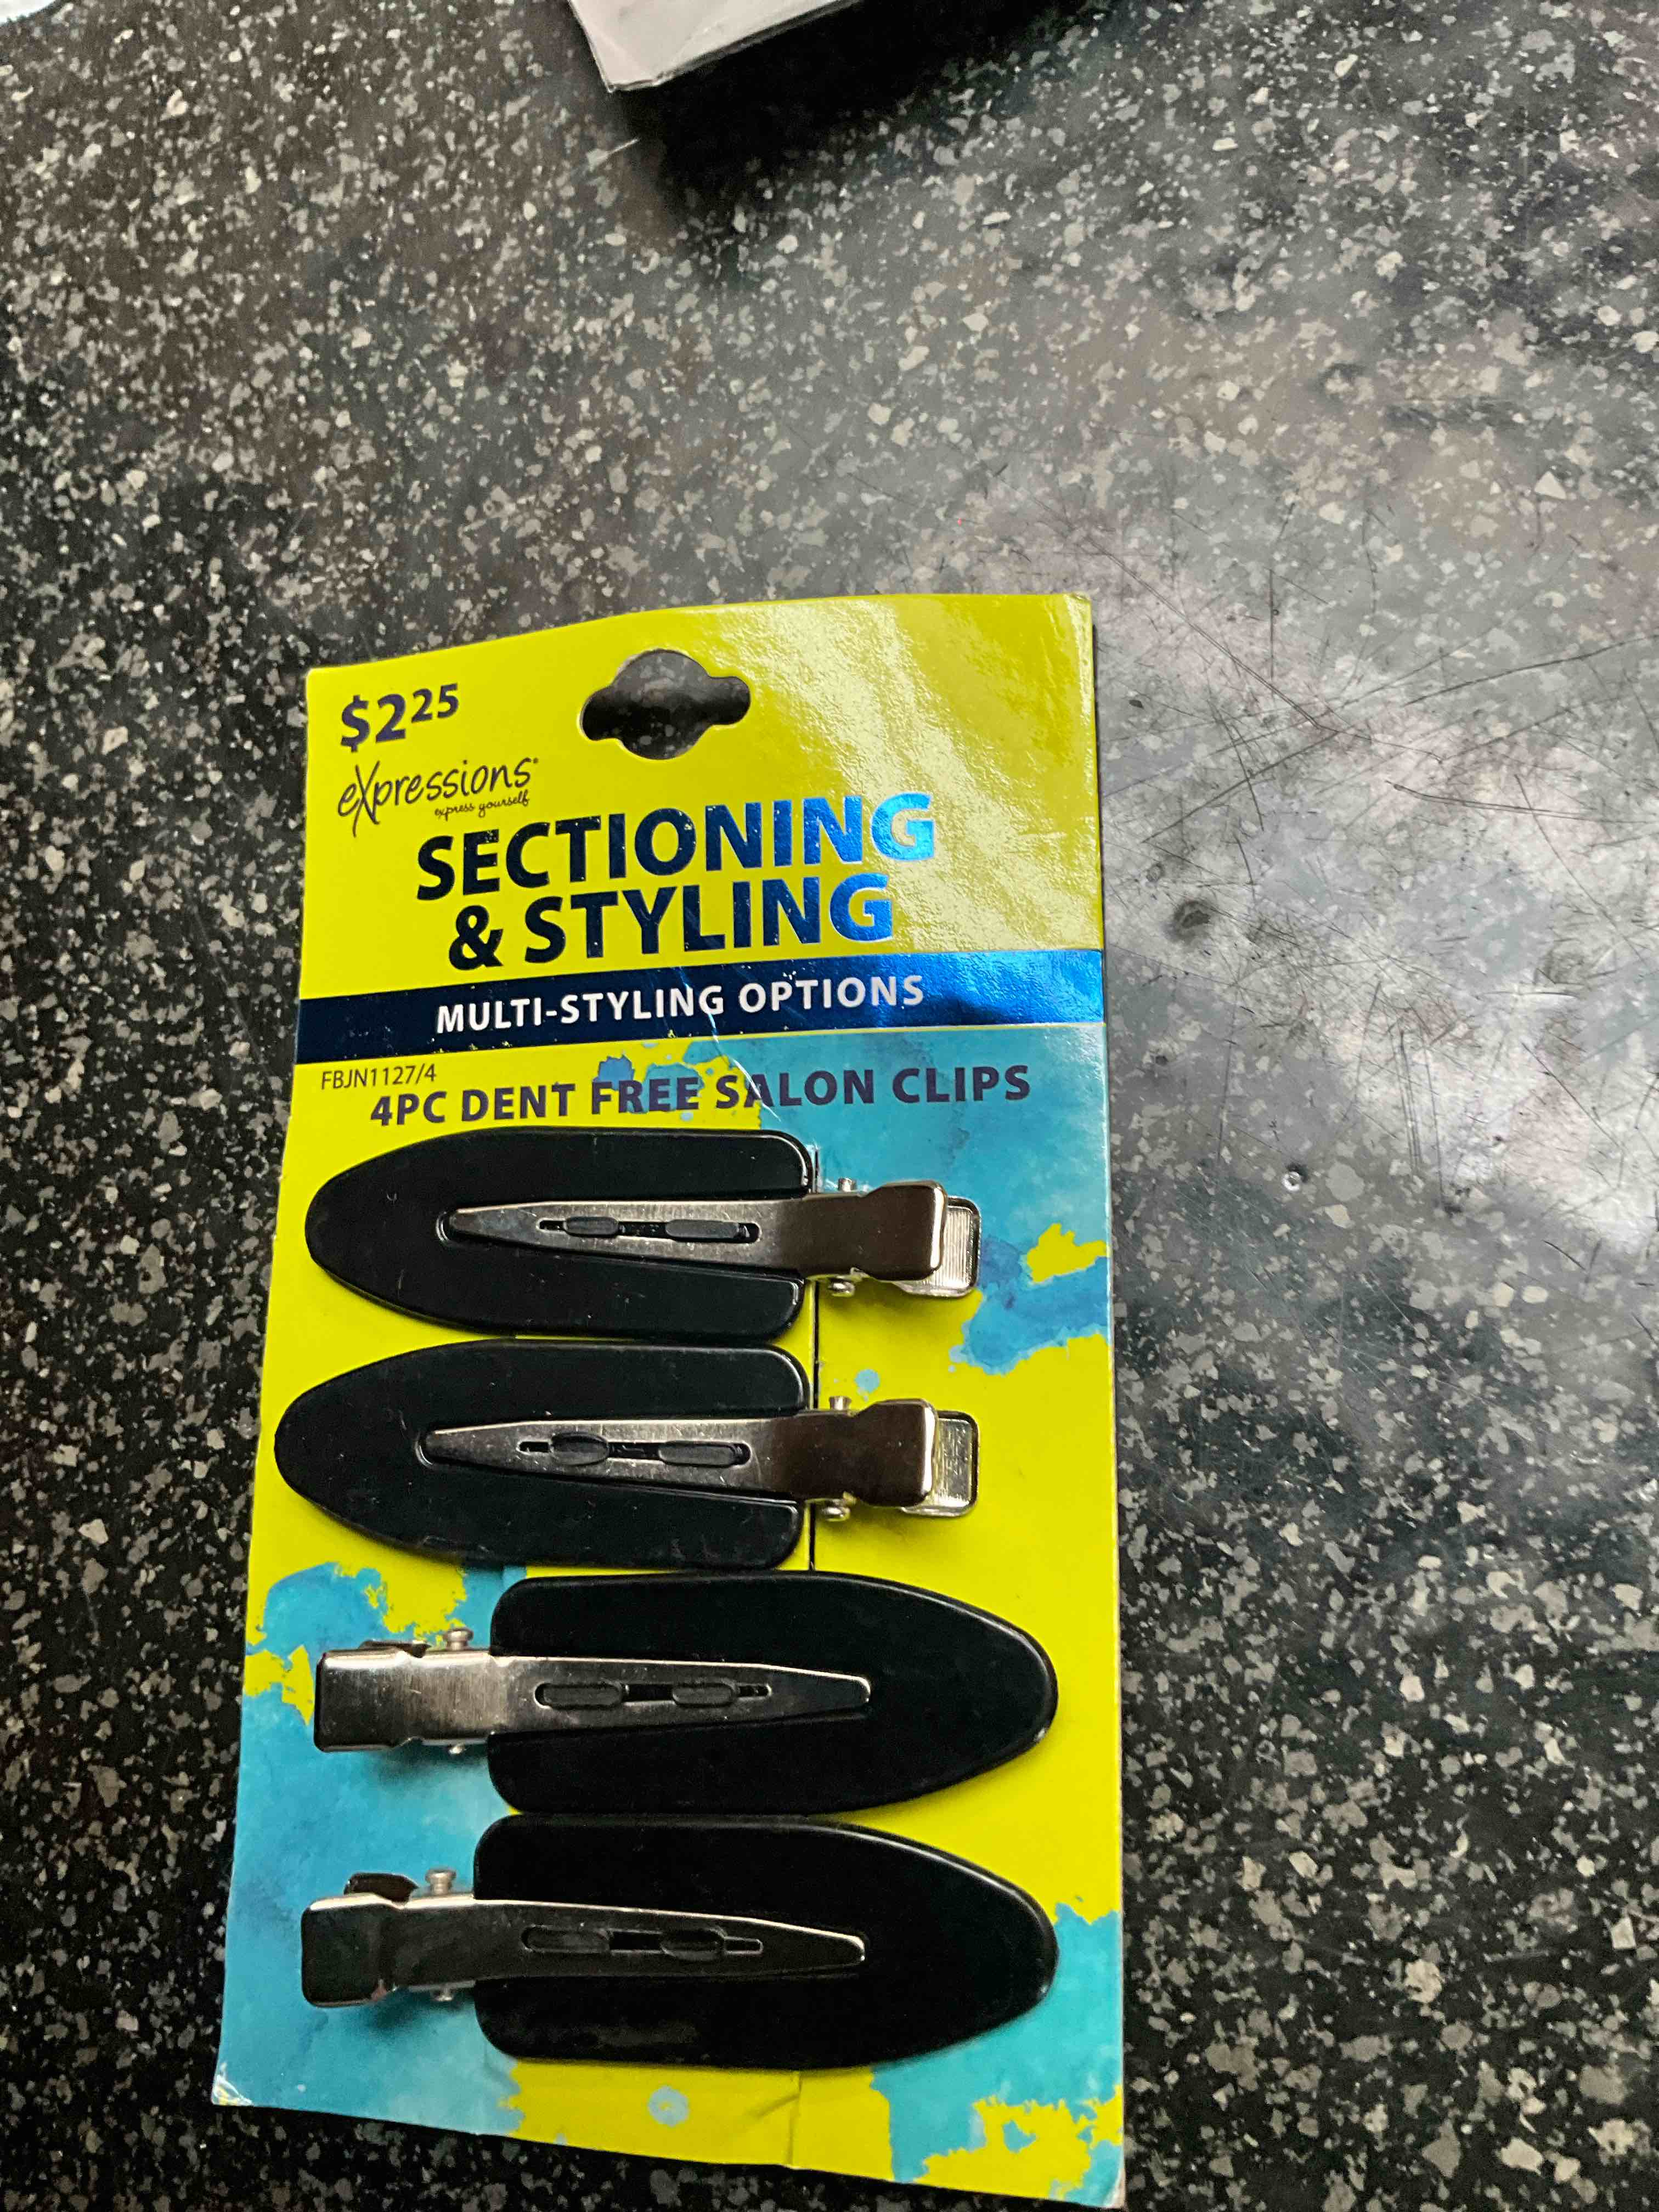 $2.25
eXpressions
express yourself
SECTIONING
& STYLING
MULTI-STYLING OPTIONS
FBJN1127/4
4PC DENT FREE SALON CLIPS